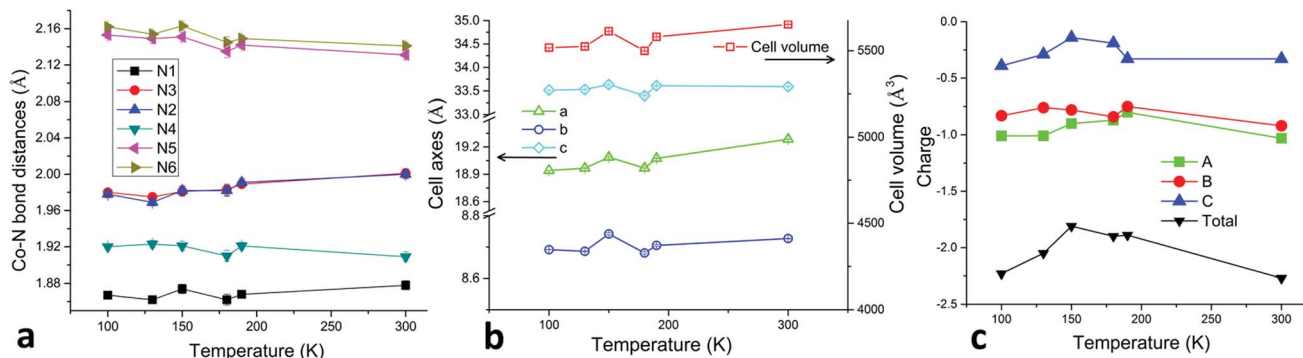 2.16
2.12
2.08
2.04
2.00
1.96
1.92
1.88
Co-N bond distances (Å)
N1
N3
N2
N4
N5
N6
100
150
200
250
300
Temperature (K)
a
35.0
34.5
34.0
33.5
33.0
19.2
18.9
18.6
8.8
8.6
Cell axes (Å)
Cell volume
a
b
c
5500
5000
4500
4000
Cell volume (Å³)
100
150
200
250
300
Temperature (K)
b
0.0
-0.5
-1.0
-1.5
-2.0
-2.5
Charge
A
B
C
Total
100
150
200
250
300
Temperature (K)
c